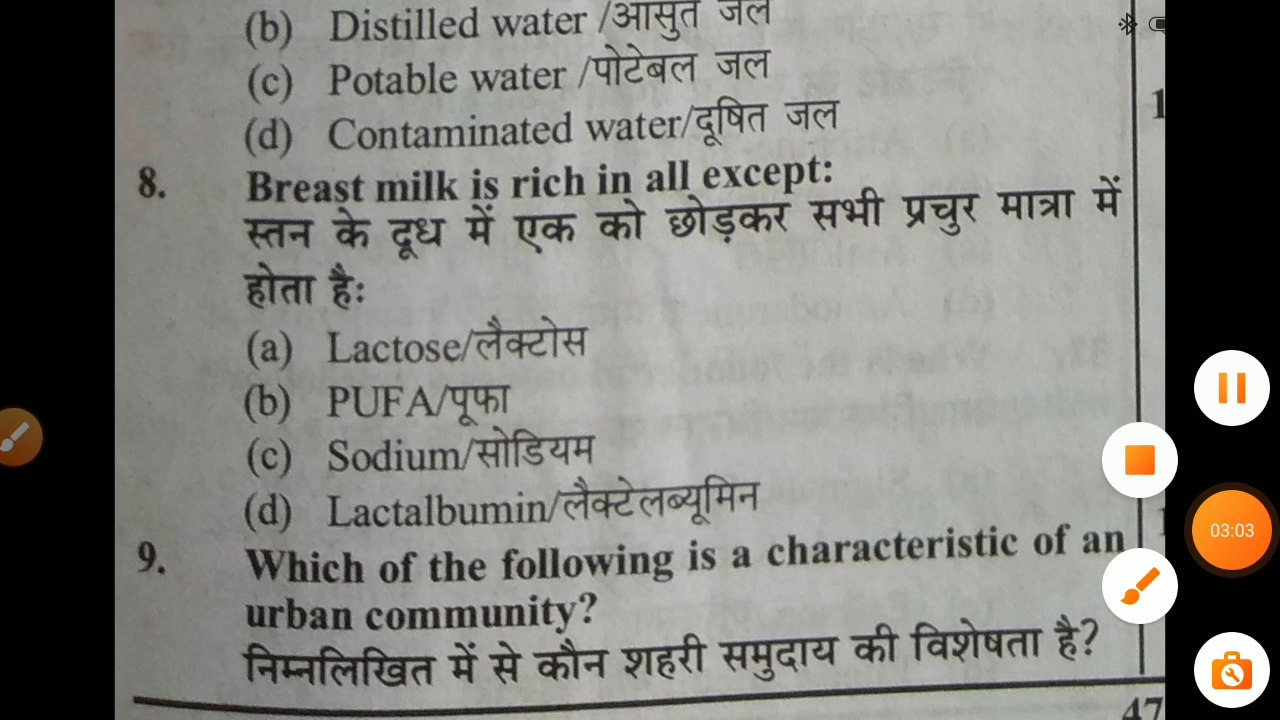 (b) Distilled water /आसुत जल
(c) Potable water /पोटेबल जल
(d) Contaminated water/दूषित जल
8. Breast milk is rich in all except:
स्तन के दूध में एक को छोड़कर सभी प्रचुर मात्रा में
होता है:
(a) Lactose/लैक्टोस
(b) PUFA/पूफा
(c) Sodium/सोडियम
(d) Lactalbumin/लैक्टेलब्यूमिन
9. Which of the following is a characteristic of an
urban community?
निम्नलिखित में से कौन शहरी समुदाय की विशेषता है?
47
1
03:03